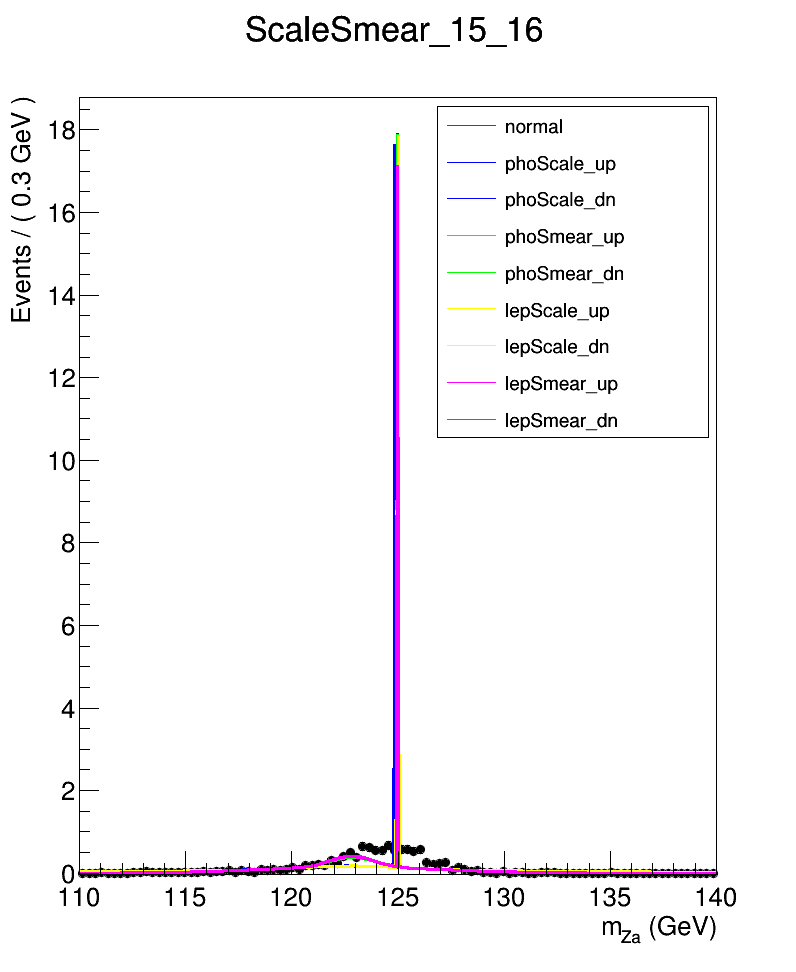 ScaleSmear_15_16
Events / ( 0.3 GeV )
18
16
14
12
10
8
6
4
2
0
normal
phoScale_up
phoScale_dn
phoSmear_up
phoSmear_dn
lepScale_up
lepScale_dn
lepSmear_up
lepSmear_dn
110 115 120 125 130 135 140
m_Za (GeV)